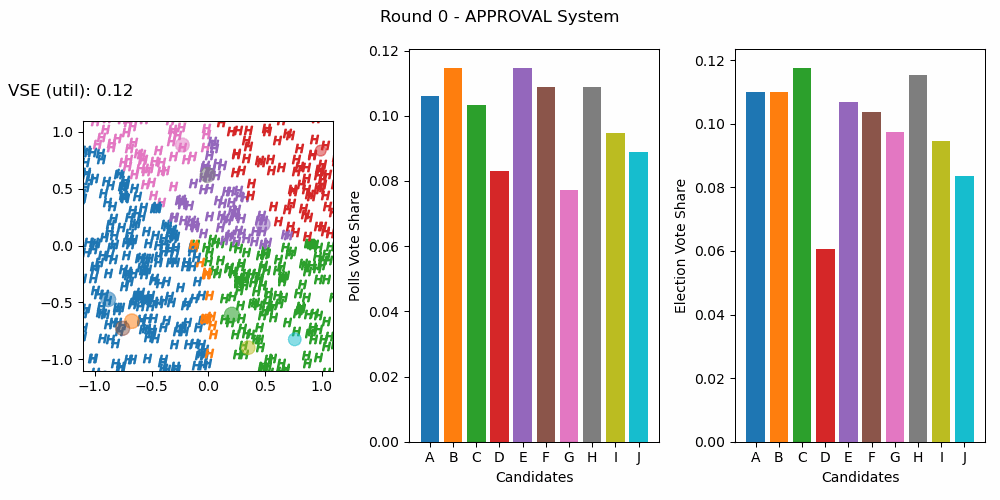 Round 0 - APPROVAL System
VSE (util): 0.12
1.0
0.5
0.0
−0.5
−1.0
−1.0 −0.5 0.0 0.5 1.0
Polls Vote Share
0.12
0.10
0.08
0.06
0.04
0.02
0.00
A B C D E F G H I J
Candidates
Election Vote Share
0.12
0.10
0.08
0.06
0.04
0.02
0.00
A B C D E F G H I J
Candidates